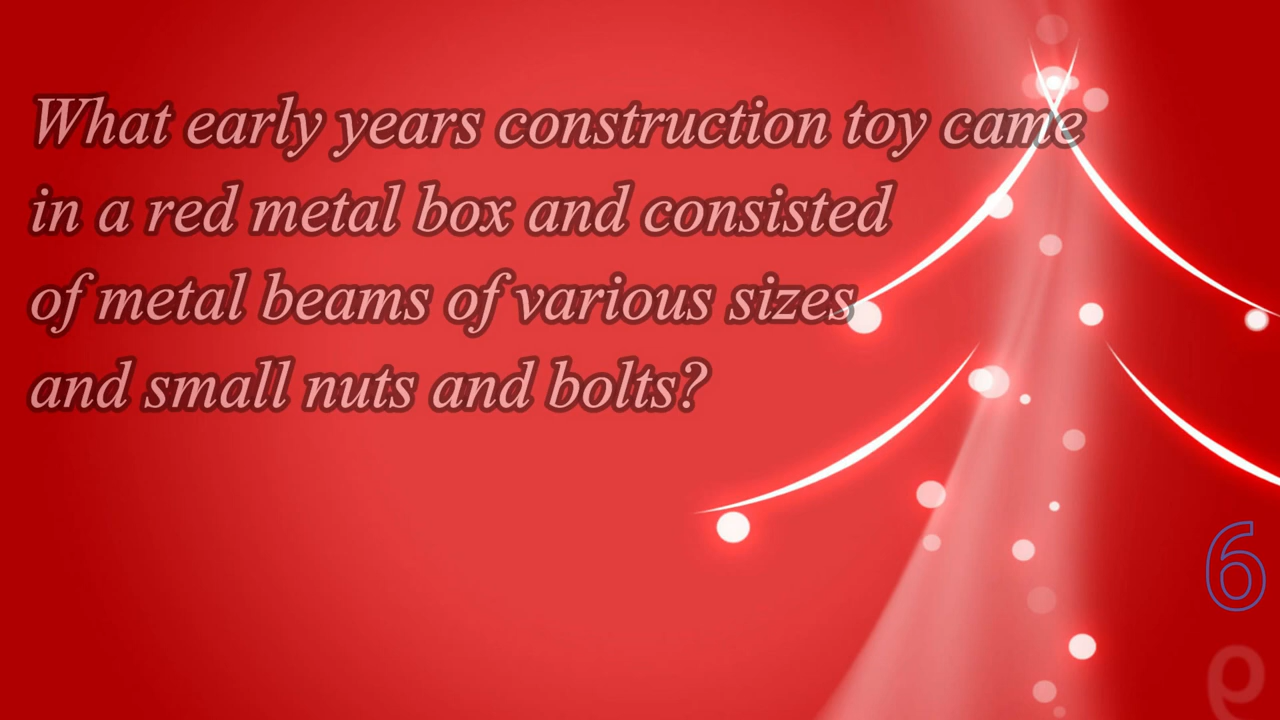 What early years construction toy came
in a red metal box and consisted
of metal beams of various sizes
and small nuts and bolts?
6